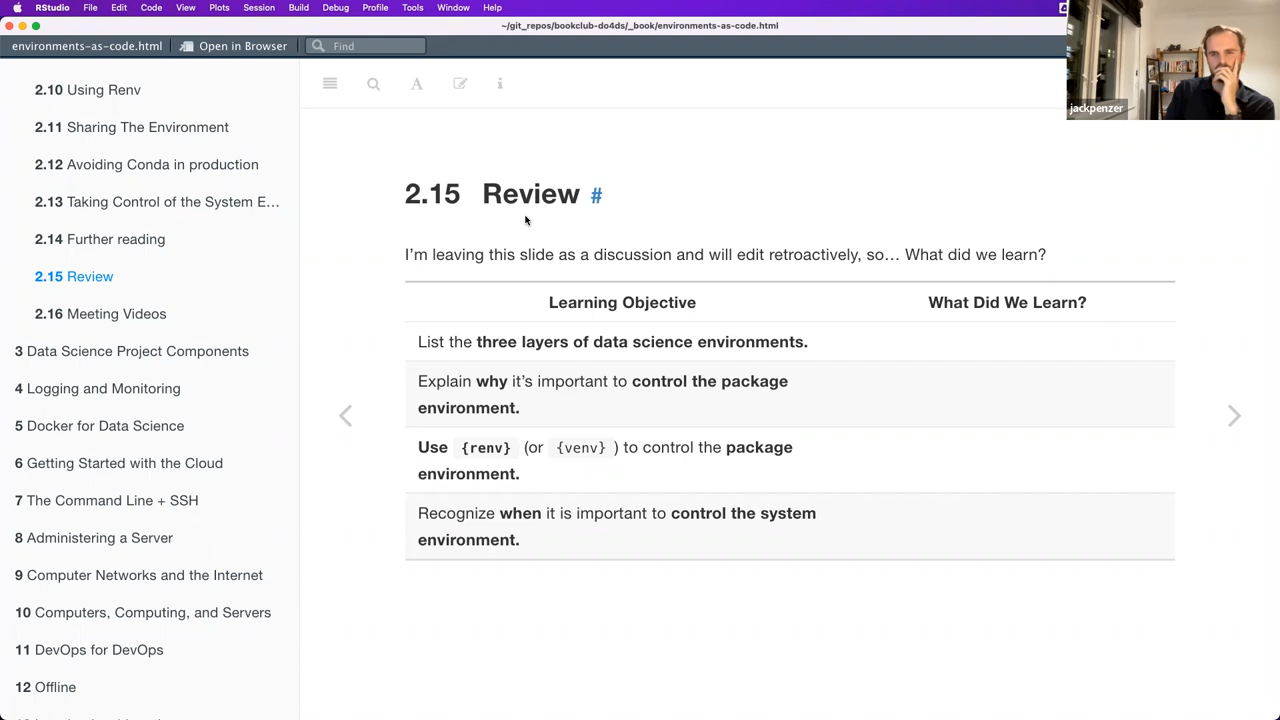 RStudio File Edit Code View Plots Session Build Debug Profile Tools Window Help
~/git_repos/bookclub-do4ds/_book/environments-as-code.html
environments-as-code.html Open in Browser Find
jackpenzer
2.10 Using Renv
2.11 Sharing The Environment
2.12 Avoiding Conda in production
2.13 Taking Control of the System E…
2.14 Further reading
2.15 Review
2.16 Meeting Videos
3 Data Science Project Components
4 Logging and Monitoring
5 Docker for Data Science
6 Getting Started with the Cloud
7 The Command Line + SSH
8 Administering a Server
9 Computer Networks and the Internet
10 Computers, Computing, and Servers
11 DevOps for DevOps
12 Offline
2.15 Review #
I’m leaving this slide as a discussion and will edit retroactively, so… What did we learn?
Learning Objective What Did We Learn?
List the three layers of data science environments.
Explain why it’s important to control the package
environment.
Use {renv} (or {venv} ) to control the package
environment.
Recognize when it is important to control the system
environment.